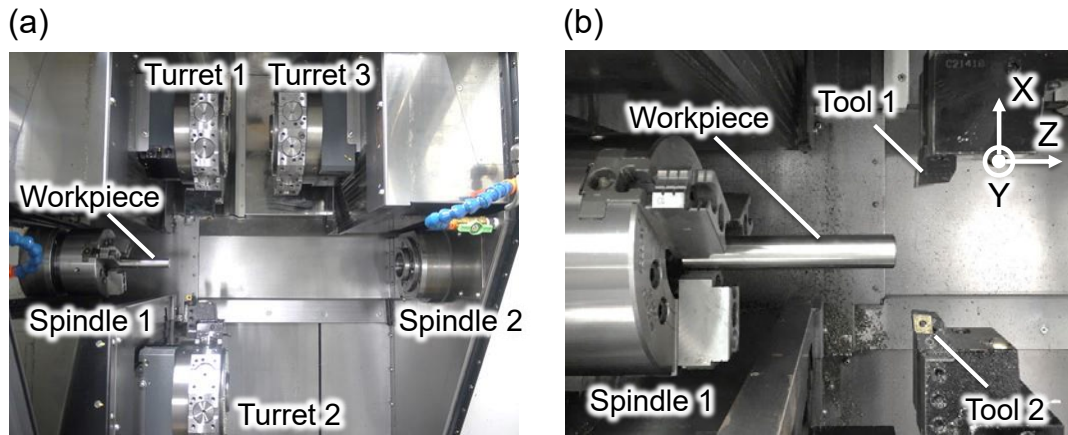 (a)
(b)
Turret 1
Turret 3
Workpiece
Spindle 1
Spindle 2
Turret 2
Workpiece
Tool 1
X
Z
Y
Spindle 1
Tool 2